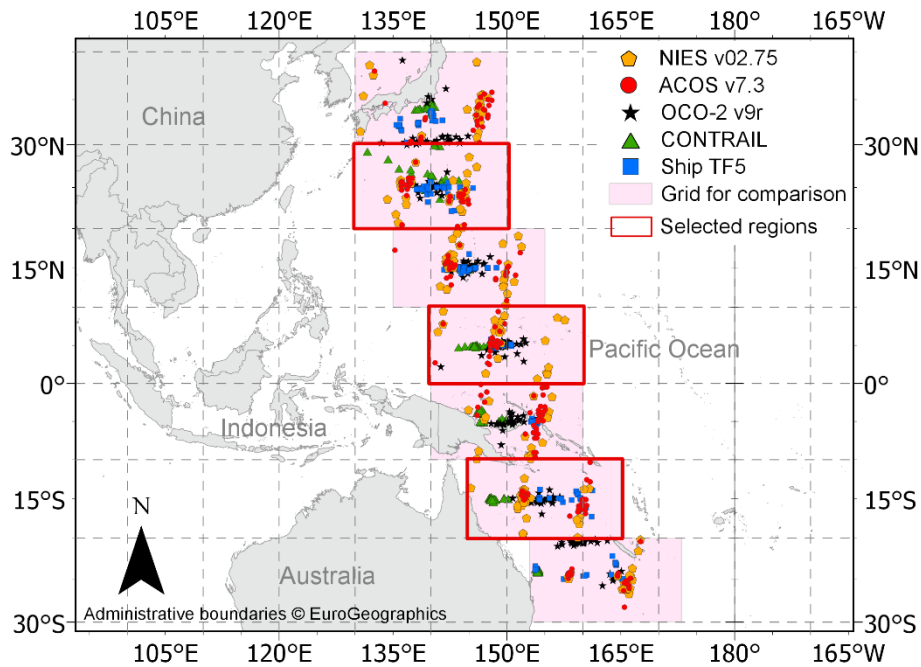 105°E 120°E 135°E 150°E 165°E 180° 165°W
NIES v02.75
ACOS v7.3
OCO-2 v9r
CONTRAIL
Ship TF5
Grid for comparison
Selected regions
China
30°N 30°N
15°N 15°N
Pacific Ocean
0° 0°
Indonesia
15°S 15°S
N
Australia
Administrative boundaries © EuroGeographics
30°S 30°S
105°E 120°E 135°E 150°E 165°E 180° 165°W